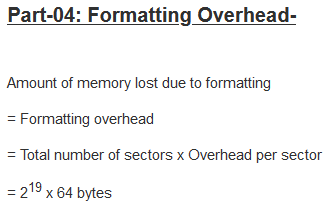 Part-04: Formatting Overhead-
Amount of memory lost due to formatting
= Formatting overhead
= Total number of sectors x Overhead per sector
= 2¹⁹ x 64 bytes